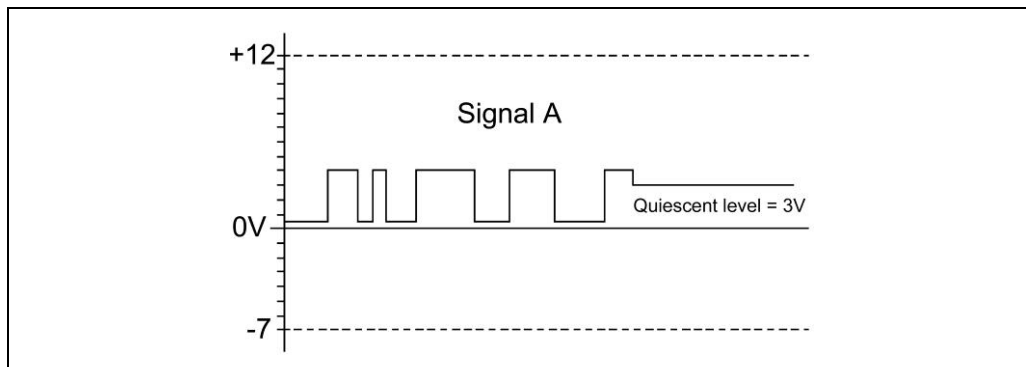 +12
Signal A
Quiescent level = 3V
0V
-7